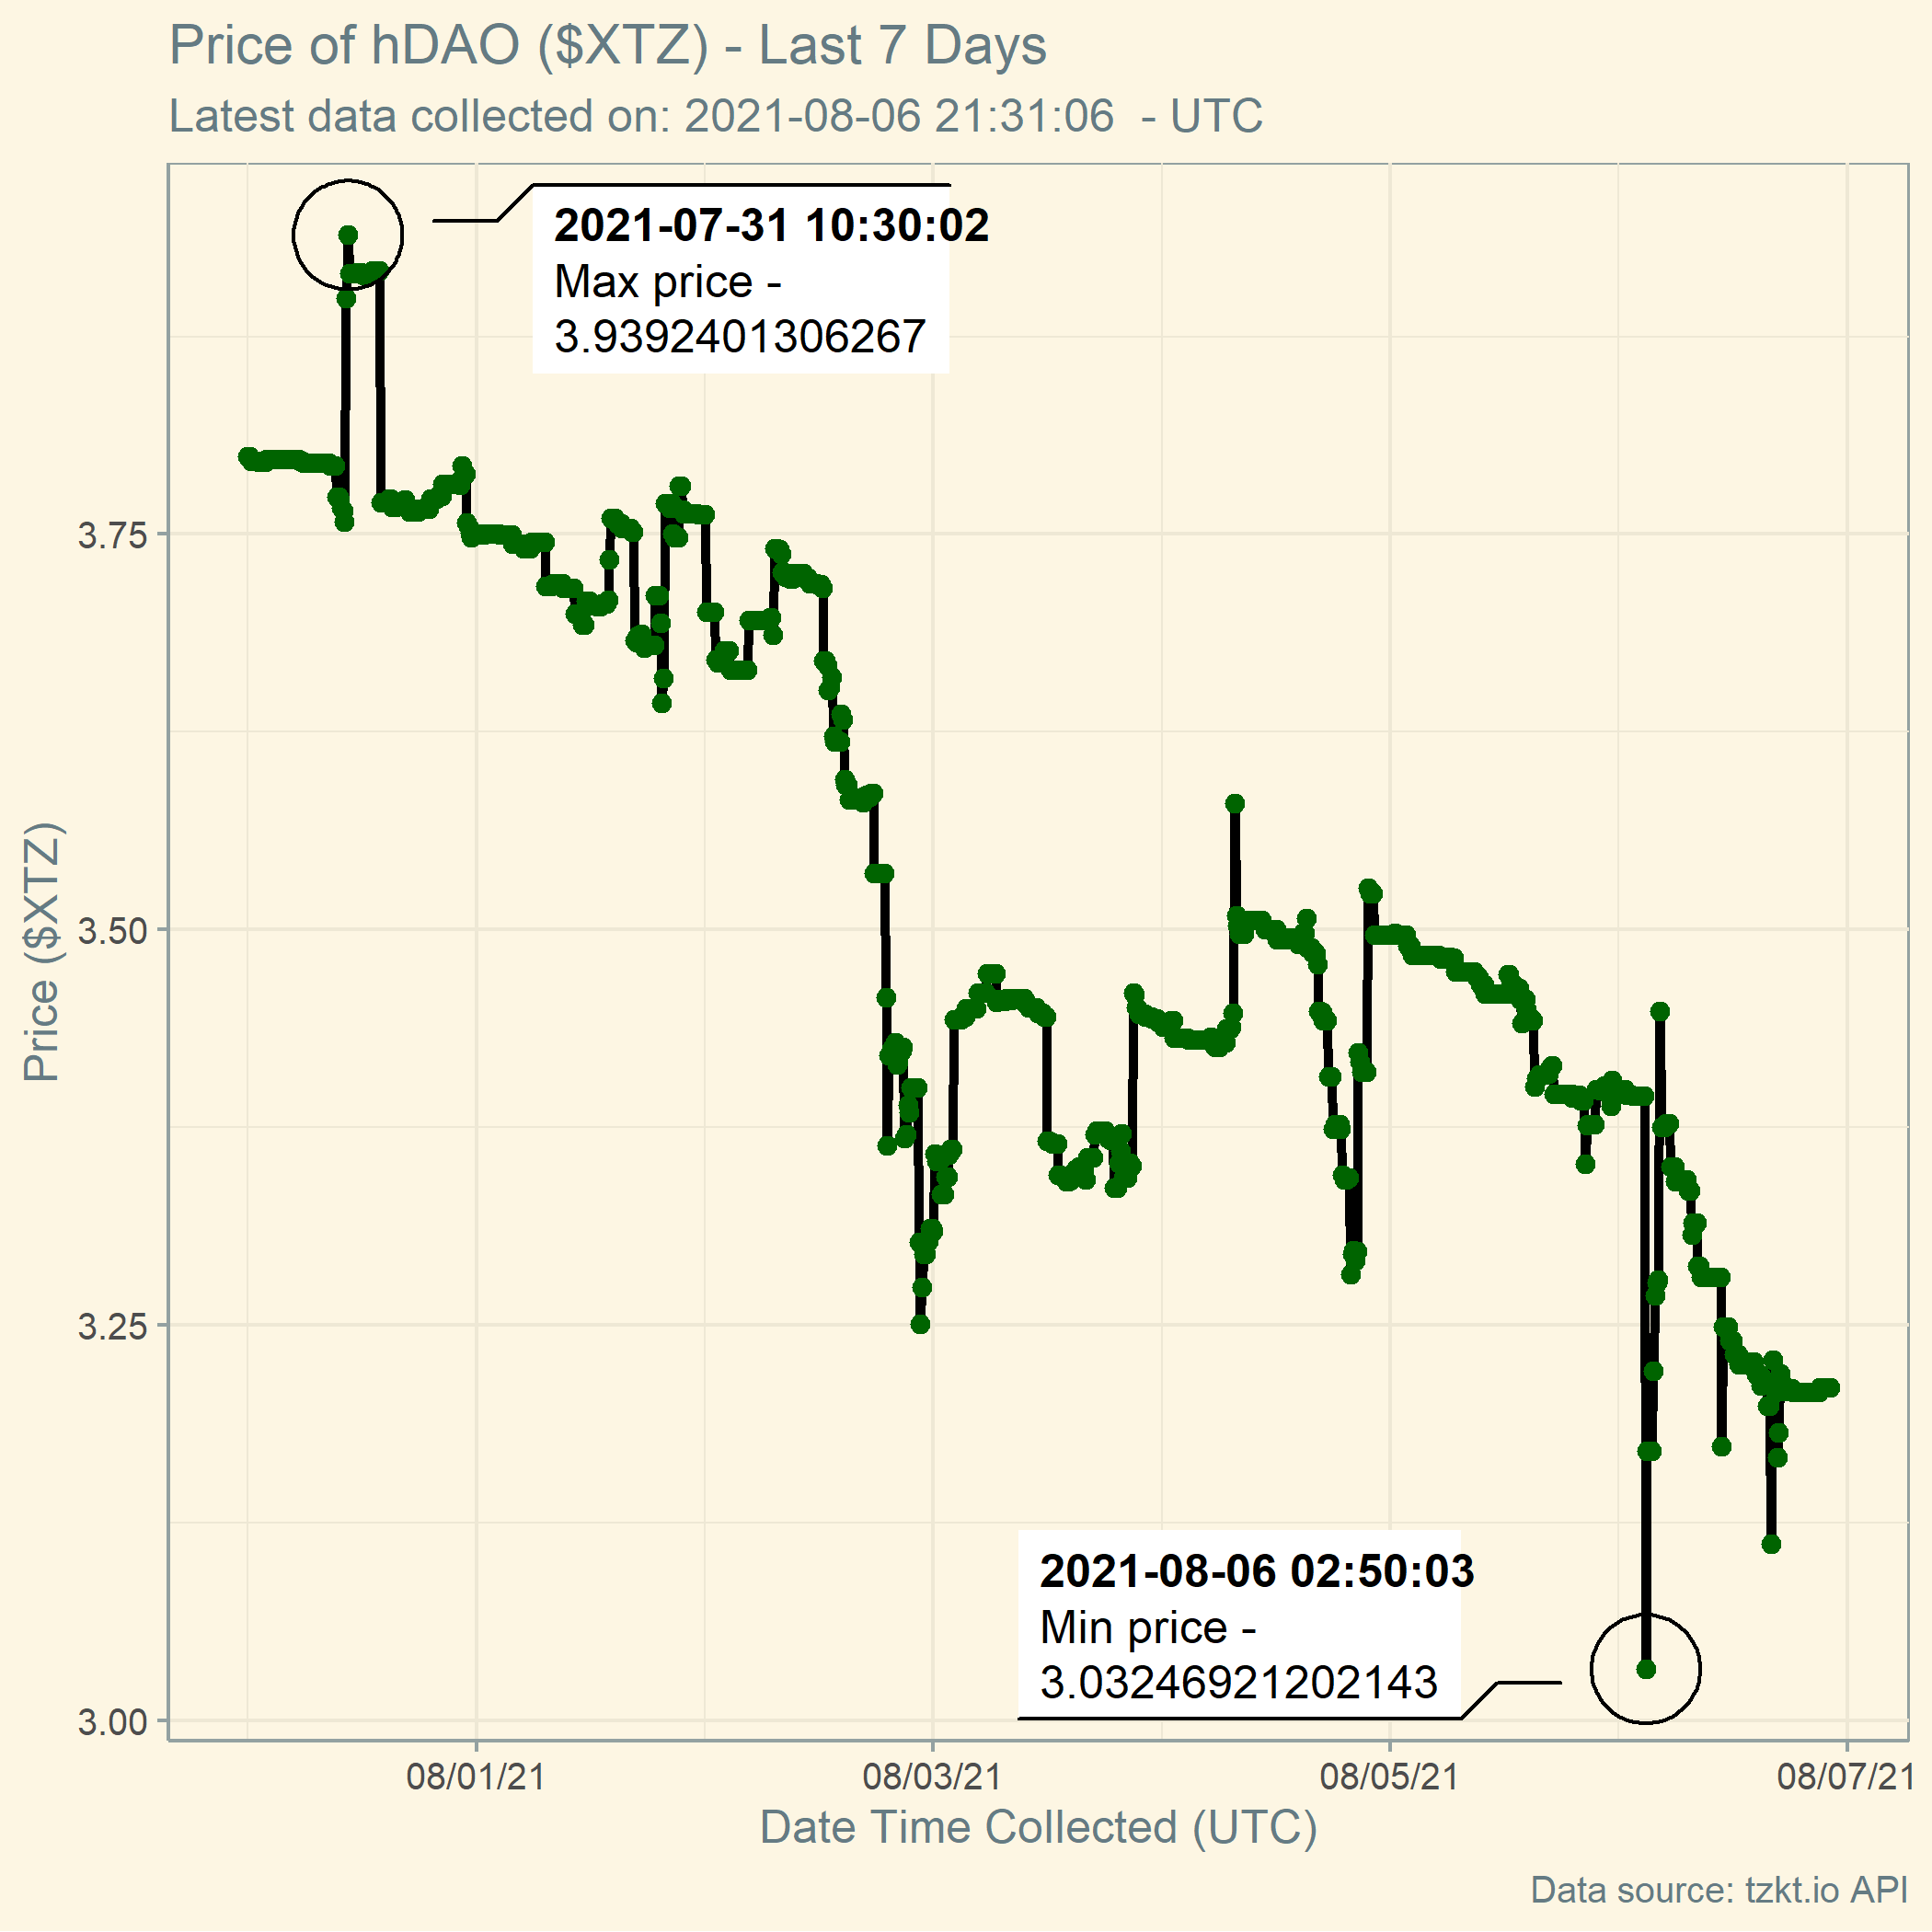 Price of hDAO ($XTZ) - Last 7 Days
Latest data collected on: 2021-08-06 21:31:06  - UTC
2021-07-31 10:30:02
Max price -
3.9392401306267
3.75
3.50
3.25
3.00
Price ($XTZ)
2021-08-06 02:50:03
Min price -
3.03246921202143
08/01/21
08/03/21
08/05/21
08/07/21
Date Time Collected (UTC)
Data source: tzkt.io API